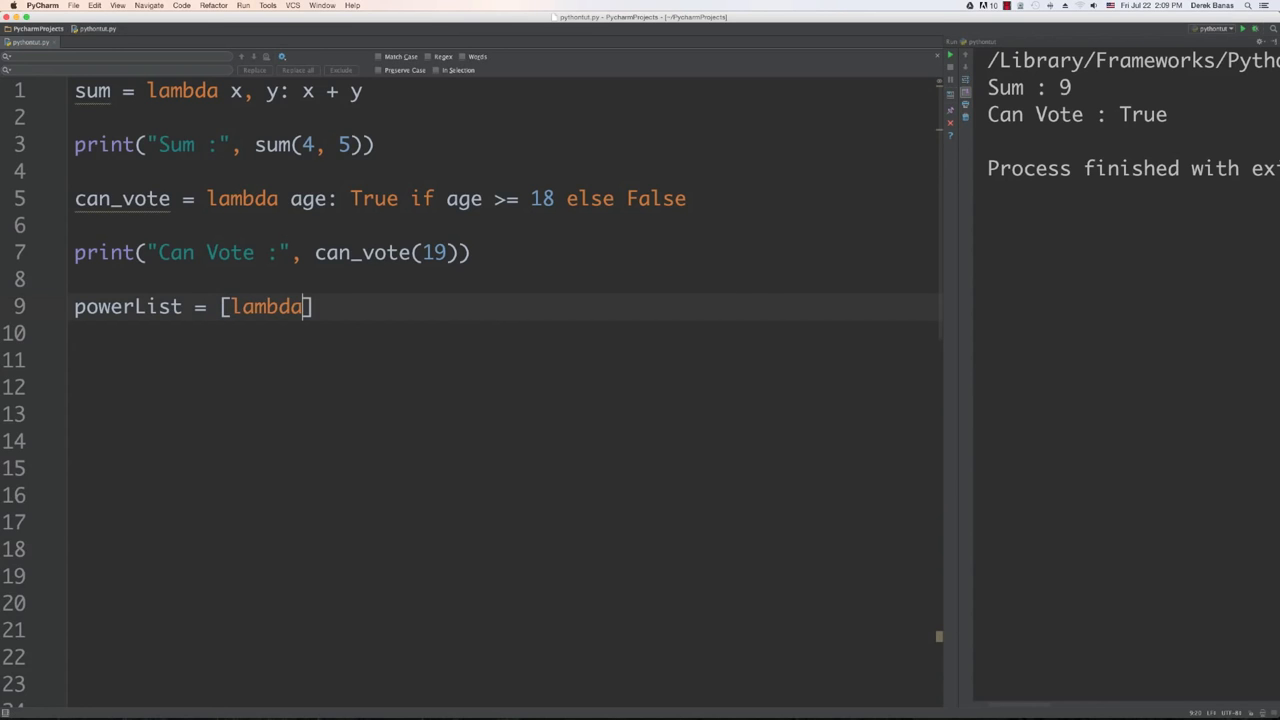 PyCharm File Edit View Navigate Code Refactor Run Tools VCS Window Help 10 Fri Jul 22 2:09 PM Derek Banas
pythontut.py - PycharmProjects - [~/PycharmProjects]
PycharmProjects pythontut.py pythontut
pythontut.py Run pythontut
Match Case Regex Words
Replace Replace all Exclude Preserve Case In Selection
1 sum = lambda x, y: x + y
2
3 print("Sum :", sum(4, 5))
4
5 can_vote = lambda age: True if age >= 18 else False
6
7 print("Can Vote :", can_vote(19))
8
9 powerList = [lambda]
10
11
12
13
14
15
16
17
18
19
20
21
22
23
/Library/Frameworks/Pytho
Sum : 9
Can Vote : True
Process finished with exi
9:20 LF÷ UTF-8÷